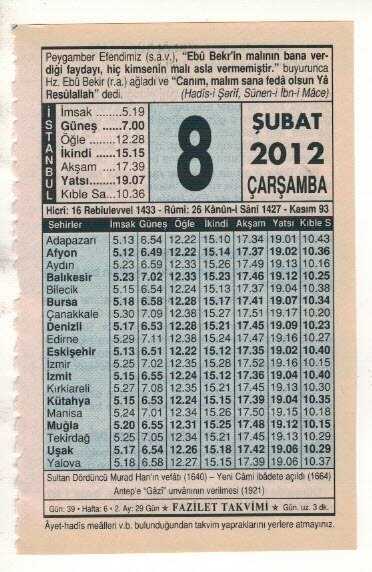 Peygamber Efendimiz (s.a.v.), "Ebû Bekr'in malının bana ver-
diği faydayı, hiç kimsenin malı asla vermemiştir." buyurunca
Hz. Ebû Bekir (r.a.) ağladı ve "Canım, malım sana fedâ olsun Yâ
Resûlallah" dedi. (Hadîs-i Şerîf, Sünen-i İbn-i Mâce)
İSTANBUL
İmsak ......5.19
Güneş ......7.00
Öğle ........12.28
İkindi ......15.15
Akşam ....17.39
Yatsı........19.07
Kıble Sa...10.36
8
ŞUBAT
2012
ÇARŞAMBA
Hicrî: 16 Rebîulevvel 1433 - Rûmî: 26 Kânûn-i Sânî 1427 - Kasım 93
Şehirler İmsak Güneş Öğle İkindi Akşam Yatsı Kıble S
Adapazarı 5.13 6.54 12.22 15.10 17.34 19.01 10.43
Afyon 5.12 6.49 12.22 15.14 17.37 19.02 10.36
Aydın 5.23 6.59 12.33 15.26 17.49 19.13 10.16
Balıkesir 5.23 7.02 12.33 15.23 17.46 19.12 10.25
Bilecik 5.15 6.54 12.24 15.13 17.37 19.04 10.38
Bursa 5.18 6.58 12.28 15.17 17.41 19.07 10.34
Çanakkale 5.30 7.09 12.38 15.27 17.51 19.17 10.20
Denizli 5.17 6.53 12.28 15.21 17.45 19.09 10.23
Edirne 5.29 7.11 12.38 15.24 17.47 19.16 10.27
Eskişehir 5.13 6.51 12.22 15.12 17.35 19.02 10.40
İzmir 5.25 7.02 12.35 15.28 17.52 19.16 10.15
İzmit 5.15 6.55 12.24 15.12 17.36 19.04 10.40
Kırklareli 5.27 7.08 12.35 15.21 17.45 19.13 10.30
Kütahya 5.15 6.53 12.24 15.15 17.39 19.04 10.35
Manisa 5.24 7.01 12.34 15.26 17.50 19.15 10.18
Muğla 5.20 6.55 12.31 15.25 17.48 19.12 10.15
Tekirdağ 5.25 7.05 12.34 15.21 17.45 19.12 10.29
Uşak 5.17 6.54 12.26 15.18 17.42 19.06 10.29
Yalova 5.18 6.58 12.27 15.15 17.39 19.06 10.37
Sultan Dördüncü Murad Han'ın vefâtı (1640) – Yeni Câmi ibâdete açıldı (1664)
Antep'e "Gâzî" unvânının verilmesi (1921)
Gün: 39 • Hafta: 6 • 2. Ay: 29 Gün ★ FAZİLET TAKVİMİ ★ Gün. uz. 3 dk.
Âyet-hadîs meâlleri v.b. bulunduğundan takvim yapraklarını yerlere atmayınız.